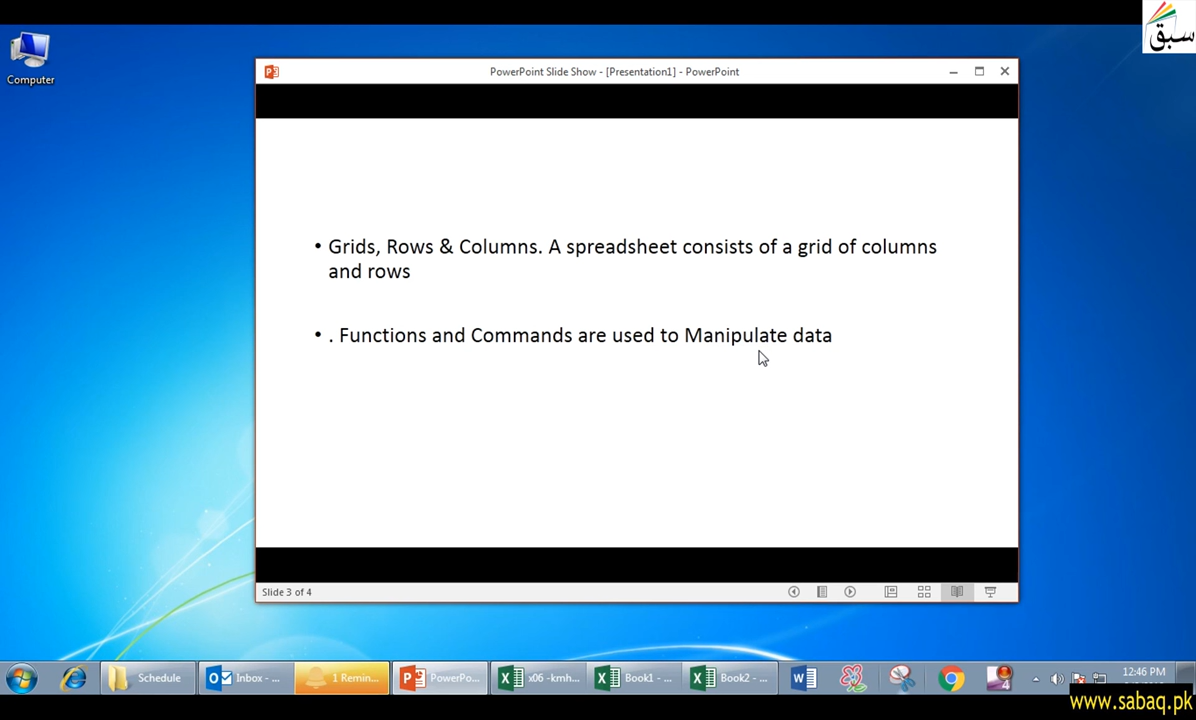 سبق
Computer
PowerPoint Slide Show - [Presentation1] - PowerPoint
• Grids, Rows & Columns. A spreadsheet consists of a grid of columns
and rows
• . Functions and Commands are used to Manipulate data
Slide 3 of 4
Schedule
Inbox - ...
1 Remin...
PowerPo...
x06 -kmh...
Book1 - ...
Book2 - ...
12:46 PM
www.sabaq.pk